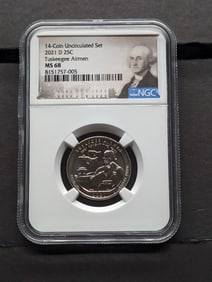 14-Coin Uncirculated Set
2021 D 25C
Tuskegee Airmen
MS 68
8151757-005
NGC